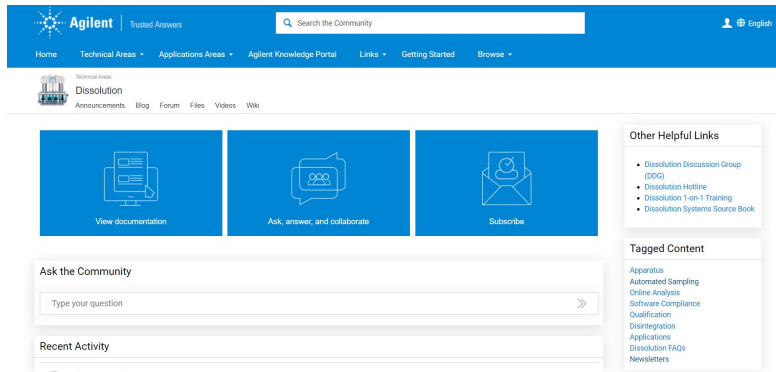 Agilent Trusted Answers
Search the Community
English
Home Technical Areas Applications Areas Agilent Knowledge Portal Links Getting Started Browse
Technical Areas
Dissolution
Announcements Blog Forum Files Videos Wiki
View documentation
Ask, answer, and collaborate
Subscribe
Ask the Community
Type your question
Recent Activity
Other Helpful Links
Dissolution Discussion Group
(DDG)
Dissolution Hotline
Dissolution 1-on-1 Training
Dissolution Systems Source Book
Tagged Content
Apparatus
Automated Sampling
Online Analysis
Software Compliance
Qualification
Disintegration
Applications
Dissolution FAQs
Newsletters